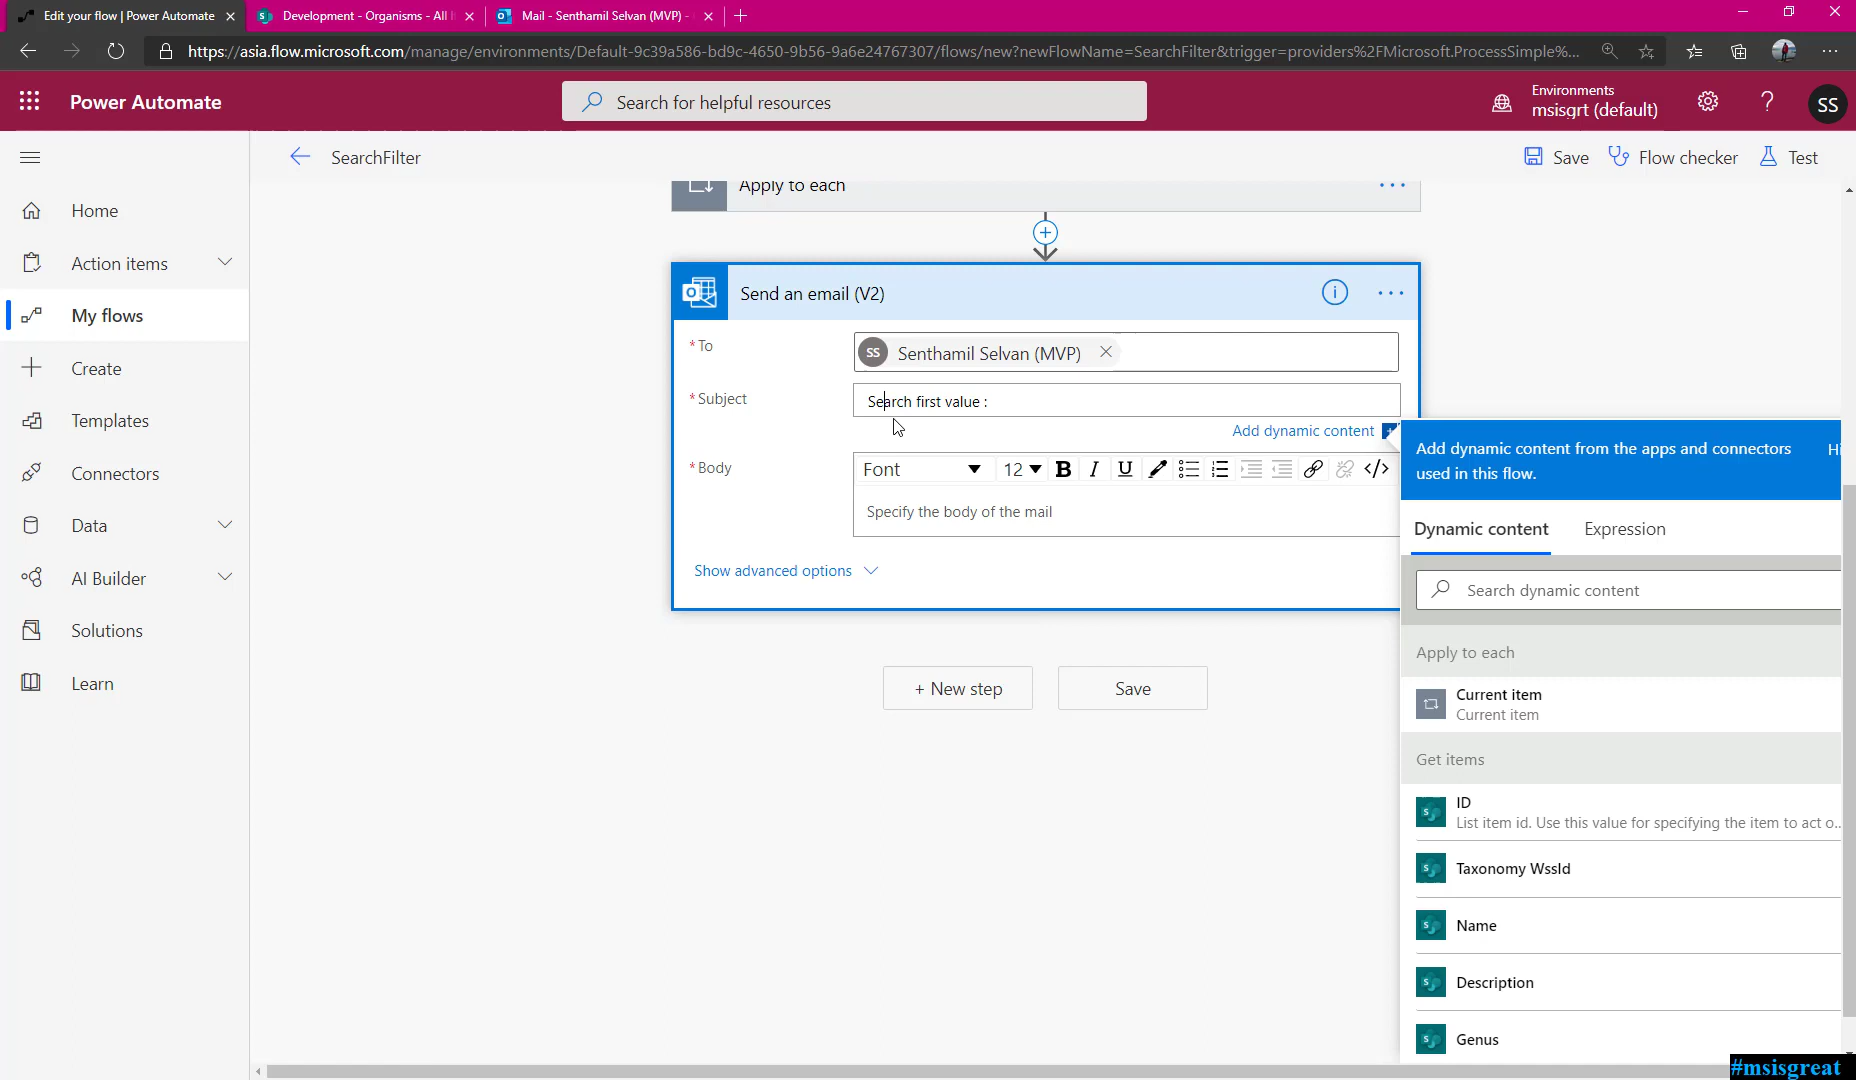 Edit your flow | Power Automate
Development - Organisms - All I
Mail - Senthamil Selvan (MVP) -
https://asia.flow.microsoft.com/manage/environments/Default-9c39a586-bd9c-4650-9b56-9a6e24767307/flows/new?newFlowName=SearchFilter&trigger=providers%2FMicrosoft.ProcessSimple%...
Power Automate
Search for helpful resources
Environments
msisgrt (default)
SS
SearchFilter
Save
Flow checker
Test
Home
Action items
My flows
Create
Templates
Connectors
Data
AI Builder
Solutions
Learn
Apply to each
Send an email (V2)
* To
SS
Senthamil Selvan (MVP)
* Subject
Search first value :
Add dynamic content
* Body
Font
12
B
I
U
</>
Specify the body of the mail
Show advanced options
+ New step
Save
Add dynamic content from the apps and connectors
used in this flow.
Hi
Dynamic content
Expression
Search dynamic content
Apply to each
Current item
Current item
Get items
ID
List item id. Use this value for specifying the item to act o...
Taxonomy WssId
Name
Description
Genus
#msisgreat